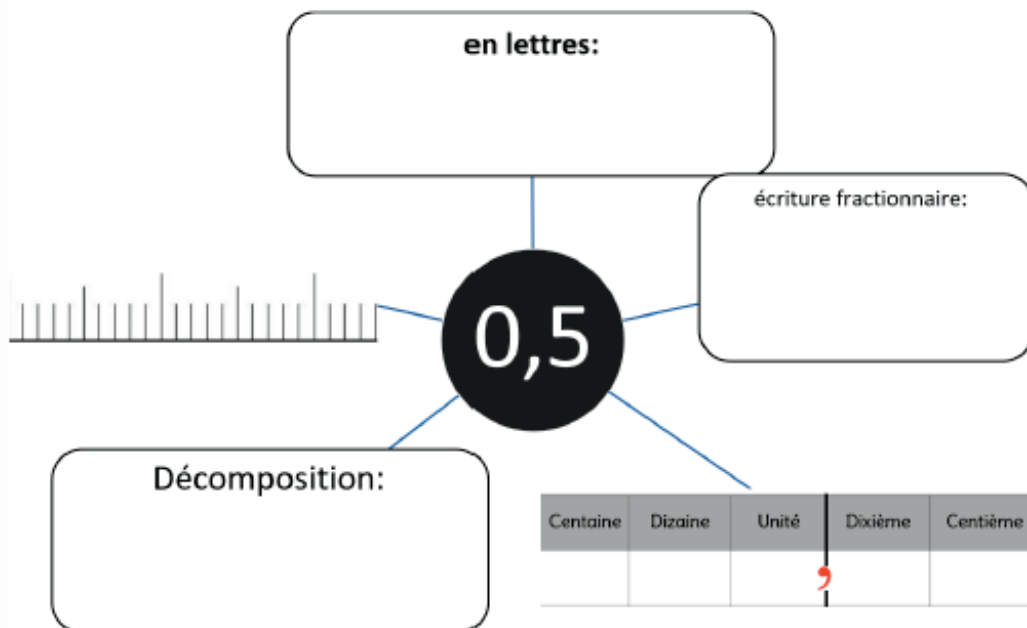 en lettres:
écriture fractionnaire:
0,5
Décomposition:
Centaine Dizaine Unité Dixième Centième
,